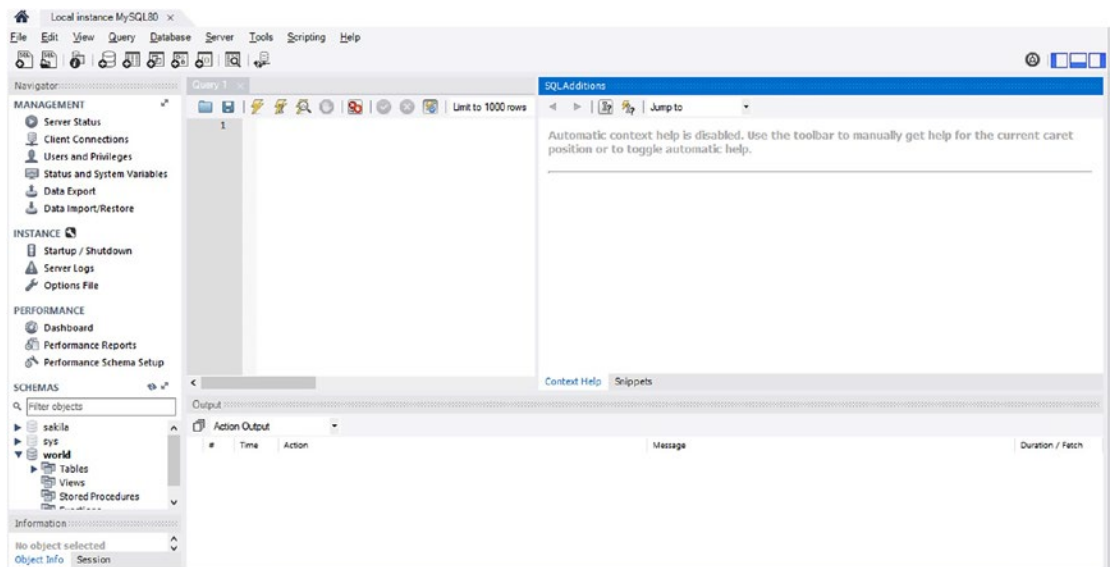 Local instance MySQL80 ×
File Edit View Query Database Server Tools Scripting Help
Navigator
MANAGEMENT
Server Status
Client Connections
Users and Privileges
Status and System Variables
Data Export
Data Import/Restore
INSTANCE
Startup / Shutdown
Server Logs
Options File
PERFORMANCE
Dashboard
Performance Reports
Performance Schema Setup
SCHEMAS
Filter objects
sakila
sys
world
Tables
Views
Stored Procedures
Functions
Information
No object selected
Object Info Session
Query 1 ×
Limit to 1000 rows
1
SQLAdditions
Jump to
Automatic context help is disabled. Use the toolbar to manually get help for the current caret
position or to toggle automatic help.
Context Help Snippets
Output
Action Output
# Time Action Message Duration / Fetch